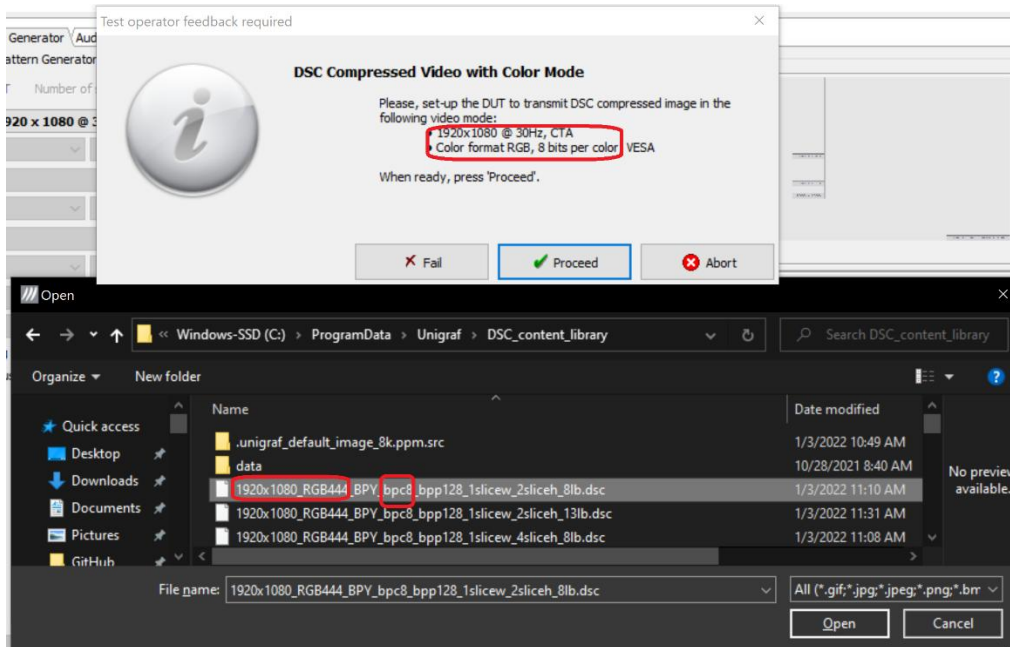 Test operator feedback required
Generator
Aud
attern Generator
Number of
920 x 1080 @ 3
DSC Compressed Video with Color Mode
Please, set-up the DUT to transmit DSC compressed image in the
following video mode:
• 1920x1080 @ 30Hz, CTA
• Color format RGB, 8 bits per color, VESA
When ready, press 'Proceed'.
Fail
Proceed
Abort
Open
« Windows-SSD (C:) › ProgramData › Unigraf › DSC_content_library
Search DSC_content_library
Organize
New folder
?
Name
Date modified
Quick access
Desktop
Downloads
Documents
Pictures
GitHub
.unigraf_default_image_8k.ppm.src 1/3/2022 10:49 AM
data 10/28/2021 8:40 AM
1920x1080_RGB444_BPY_bpc8_bpp128_1slicew_2sliceh_8lb.dsc 1/3/2022 11:10 AM
1920x1080_RGB444_BPY_bpc8_bpp128_1slicew_2sliceh_13lb.dsc 1/3/2022 11:31 AM
1920x1080_RGB444_BPY_bpc8_bpp128_1slicew_4sliceh_8lb.dsc 1/3/2022 11:08 AM
No preview
available.
File name: 1920x1080_RGB444_BPY_bpc8_bpp128_1slicew_2sliceh_8lb.dsc
All (*.gif;*.jpg;*.jpeg;*.png;*.bm
Open
Cancel